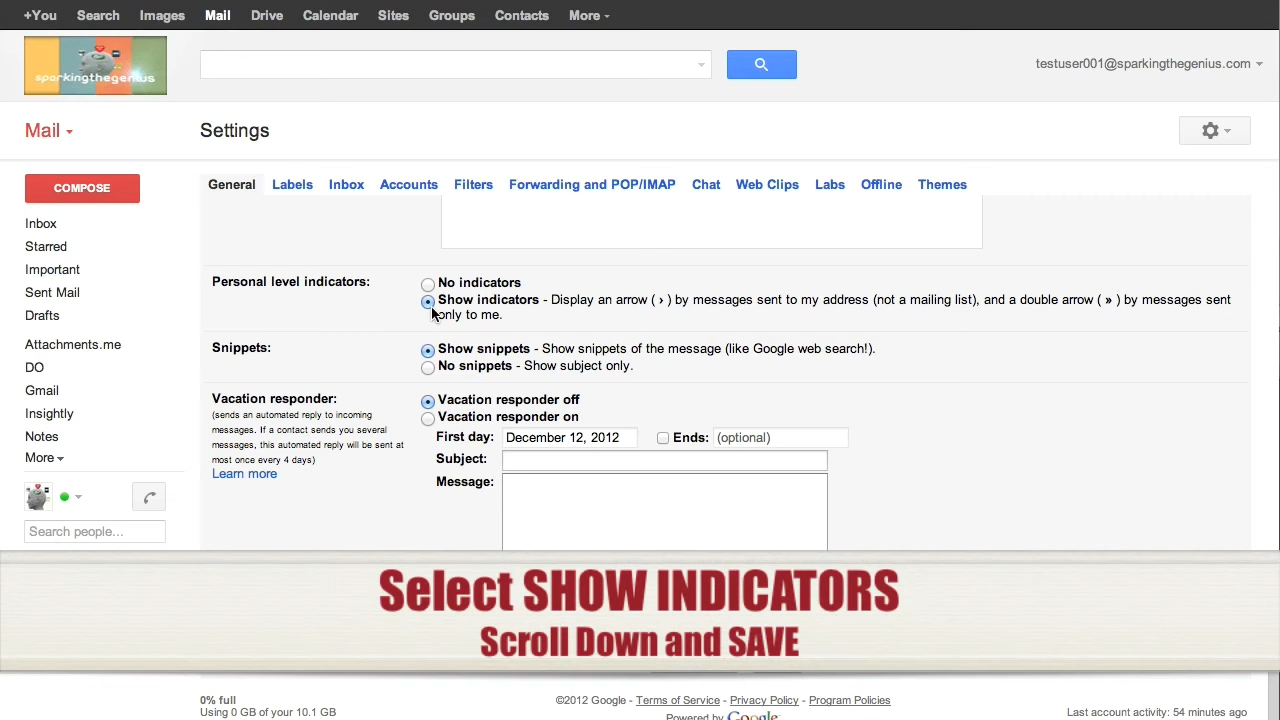 +You Search Images Mail Drive Calendar Sites Groups Contacts More
sparkingthegenius
testuser001@sparkingthegenius.com
Mail
Settings
General Labels Inbox Accounts Filters Forwarding and POP/IMAP Chat Web Clips Labs Offline Themes
COMPOSE
Inbox
Starred
Important
Sent Mail
Drafts
Attachments.me
DO
Gmail
Insightly
Notes
More
Search people...
Personal level indicators:
No indicators
Show indicators - Display an arrow ( › ) by messages sent to my address (not a mailing list), and a double arrow ( » ) by messages sent
only to me.
Snippets:
Show snippets - Show snippets of the message (like Google web search!).
No snippets - Show subject only.
Vacation responder:
(sends an automated reply to incoming
messages. If a contact sends you several
messages, this automated reply will be sent at
most once every 4 days)
Learn more
Vacation responder off
Vacation responder on
First day: December 12, 2012 Ends: (optional)
Subject:
Message:
Select SHOW INDICATORS
Scroll Down and SAVE
0% full
Using 0 GB of your 10.1 GB
©2012 Google - Terms of Service - Privacy Policy - Program Policies
Powered by Google
Last account activity: 54 minutes ago